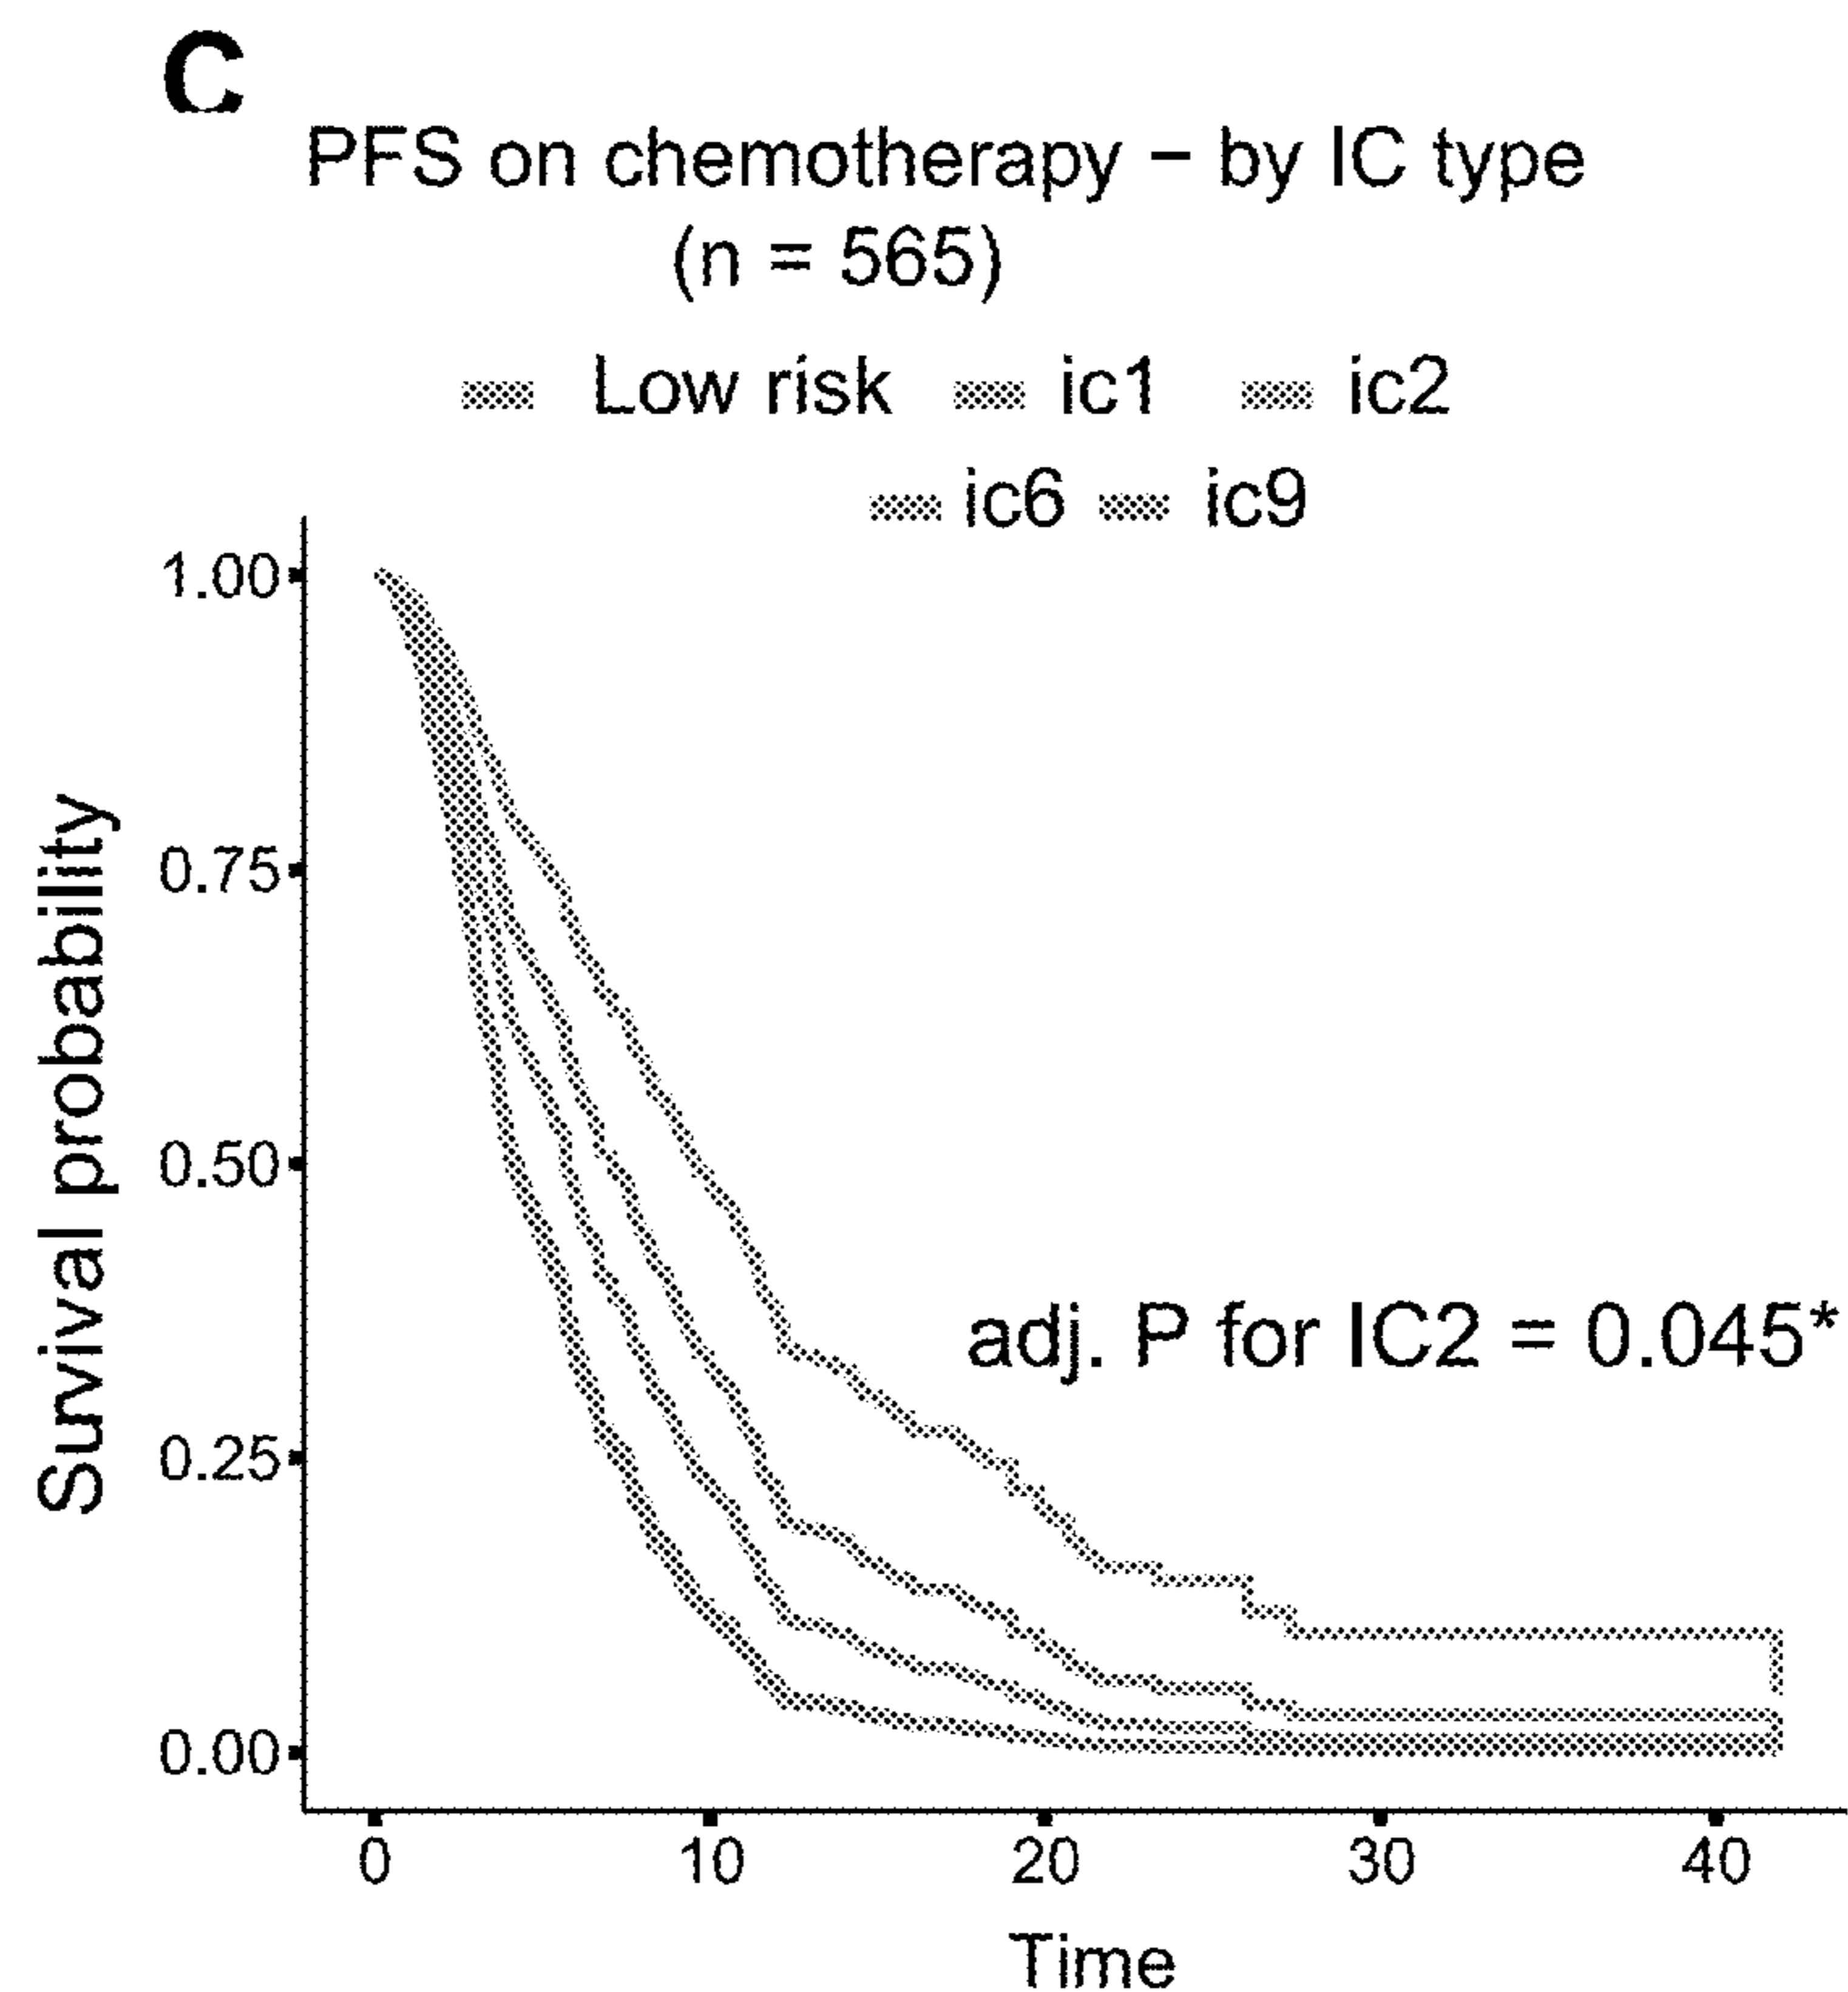 C
PFS on chemotherapy − by IC type
(n = 565)
Low risk ic1 ic2
ic6 ic9
1.00
0.75
0.50
0.25
0.00
Survival probability
adj. P for IC2 = 0.045*
0 10 20 30 40
Time